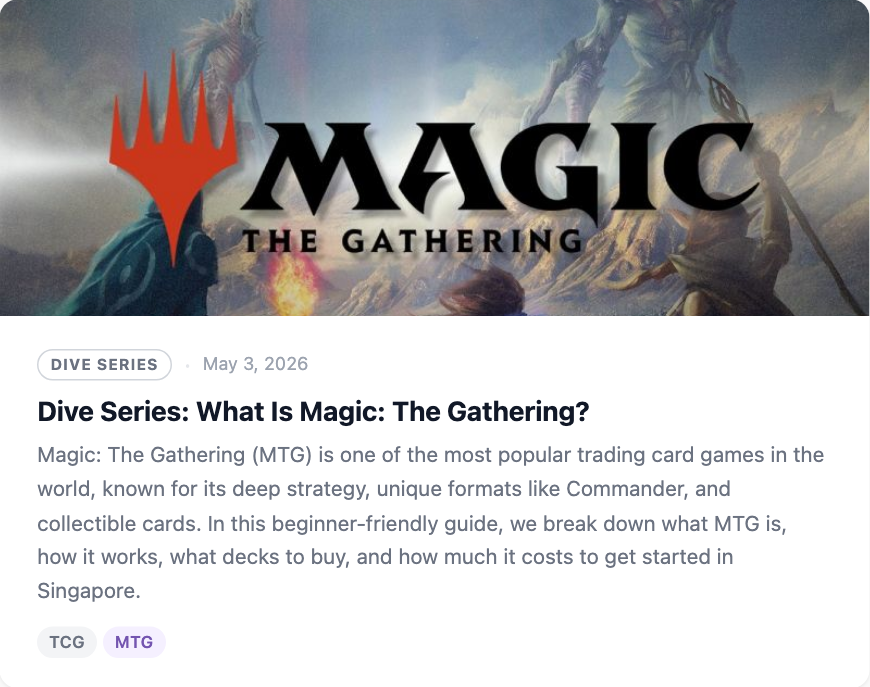 MAGIC
THE GATHERING
DIVE SERIES · May 3, 2026
Dive Series: What Is Magic: The Gathering?
Magic: The Gathering (MTG) is one of the most popular trading card games in the
world, known for its deep strategy, unique formats like Commander, and
collectible cards. In this beginner-friendly guide, we break down what MTG is,
how it works, what decks to buy, and how much it costs to get started in
Singapore.
TCG MTG